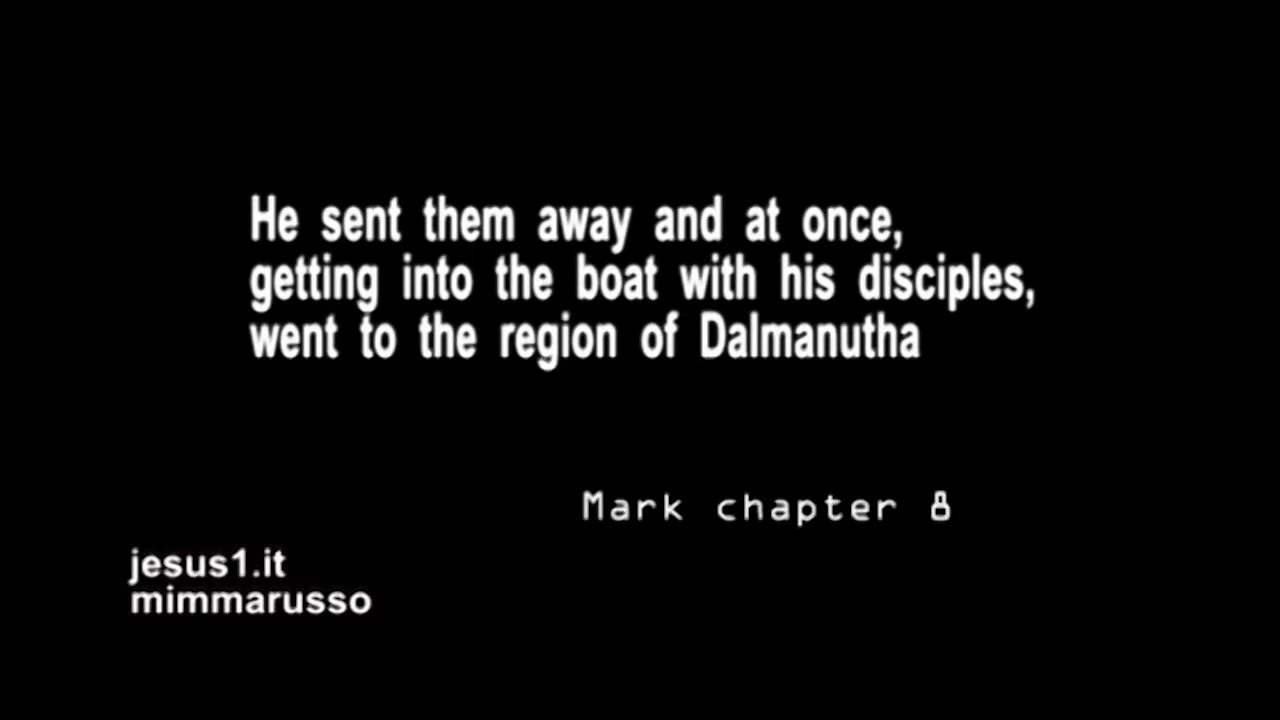 He sent them away and at once,
getting into the boat with his disciples,
went to the region of Dalmanutha
Mark chapter 8
jesus1.it
mimmarusso